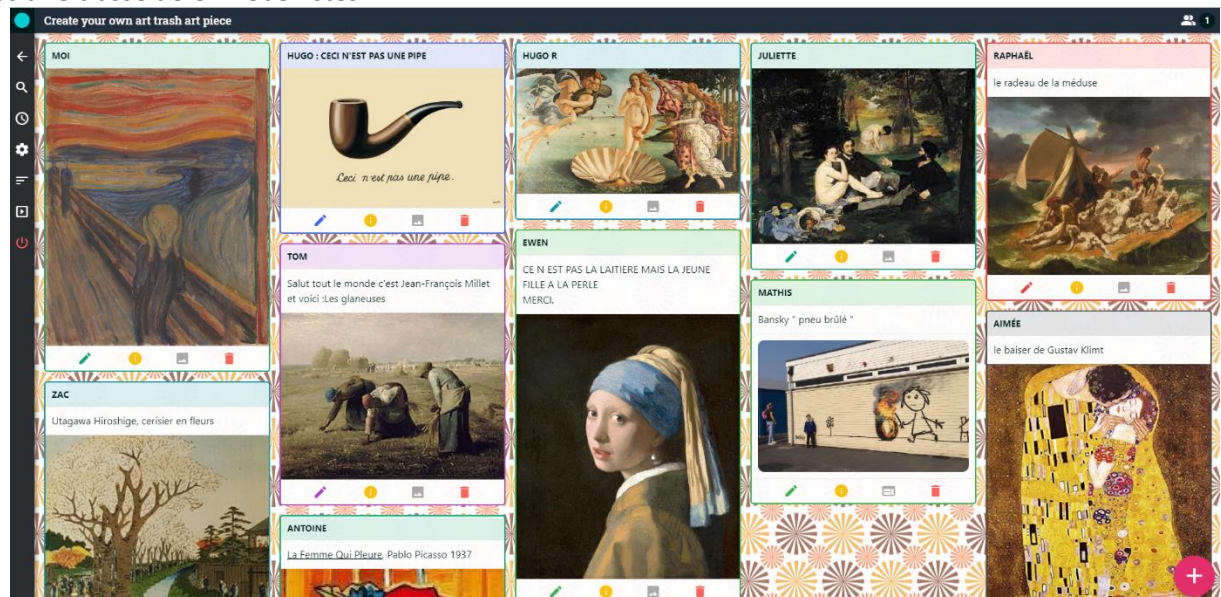 Create your own art trash art piece
1
MOI
HUGO : CECI N'EST PAS UNE PIPE
Ceci n'est pas une pipe.
HUGO R
JULIETTE
RAPHAËL
le radeau de la méduse
TOM
Salut tout le monde c'est Jean-François Millet
et voici :Les glaneuses
EWEN
CE N EST PAS LA LAITIERE MAIS LA JEUNE
FILLE A LA PERLE
MERCI.
MATHIS
Bansky " pneu brûlé "
AIMÉE
le baiser de Gustav Klimt
ZAC
Utagawa Hiroshige, cerisier en fleurs
ANTOINE
La Femme Qui Pleure, Pablo Picasso 1937